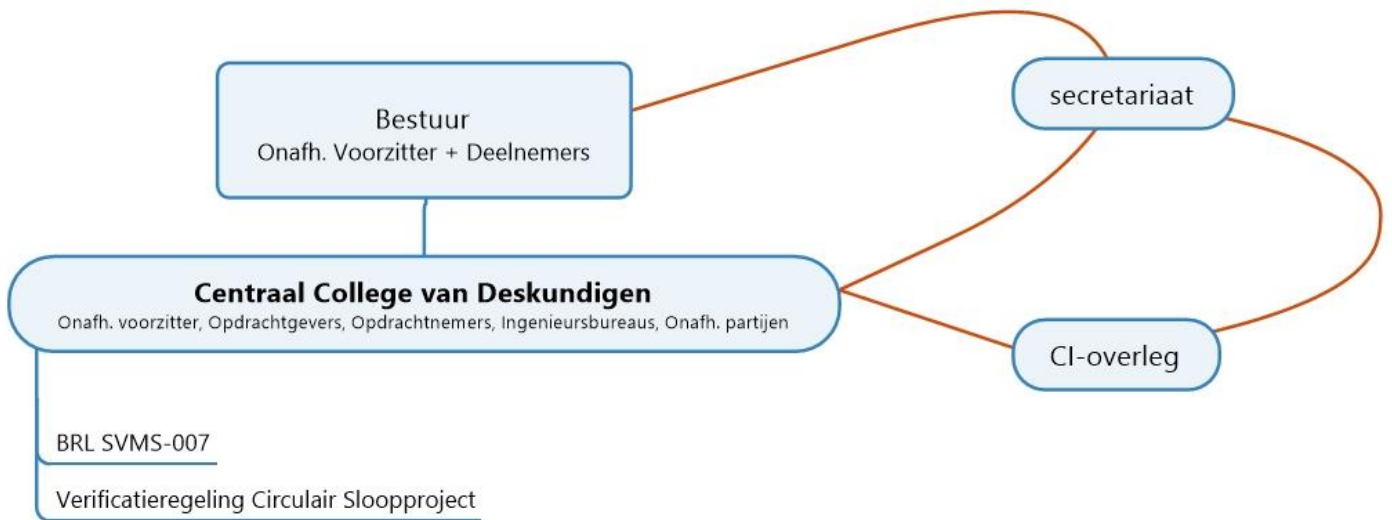 Bestuur
Onafh. Voorzitter + Deelnemers
secretariaat
Centraal College van Deskundigen
Onafh. voorzitter, Opdrachtgevers, Opdrachtnemers, Ingenieursbureaus, Onafh. partijen
CI-overleg
BRL SVMS-007
Verificatieregeling Circulair Sloopproject